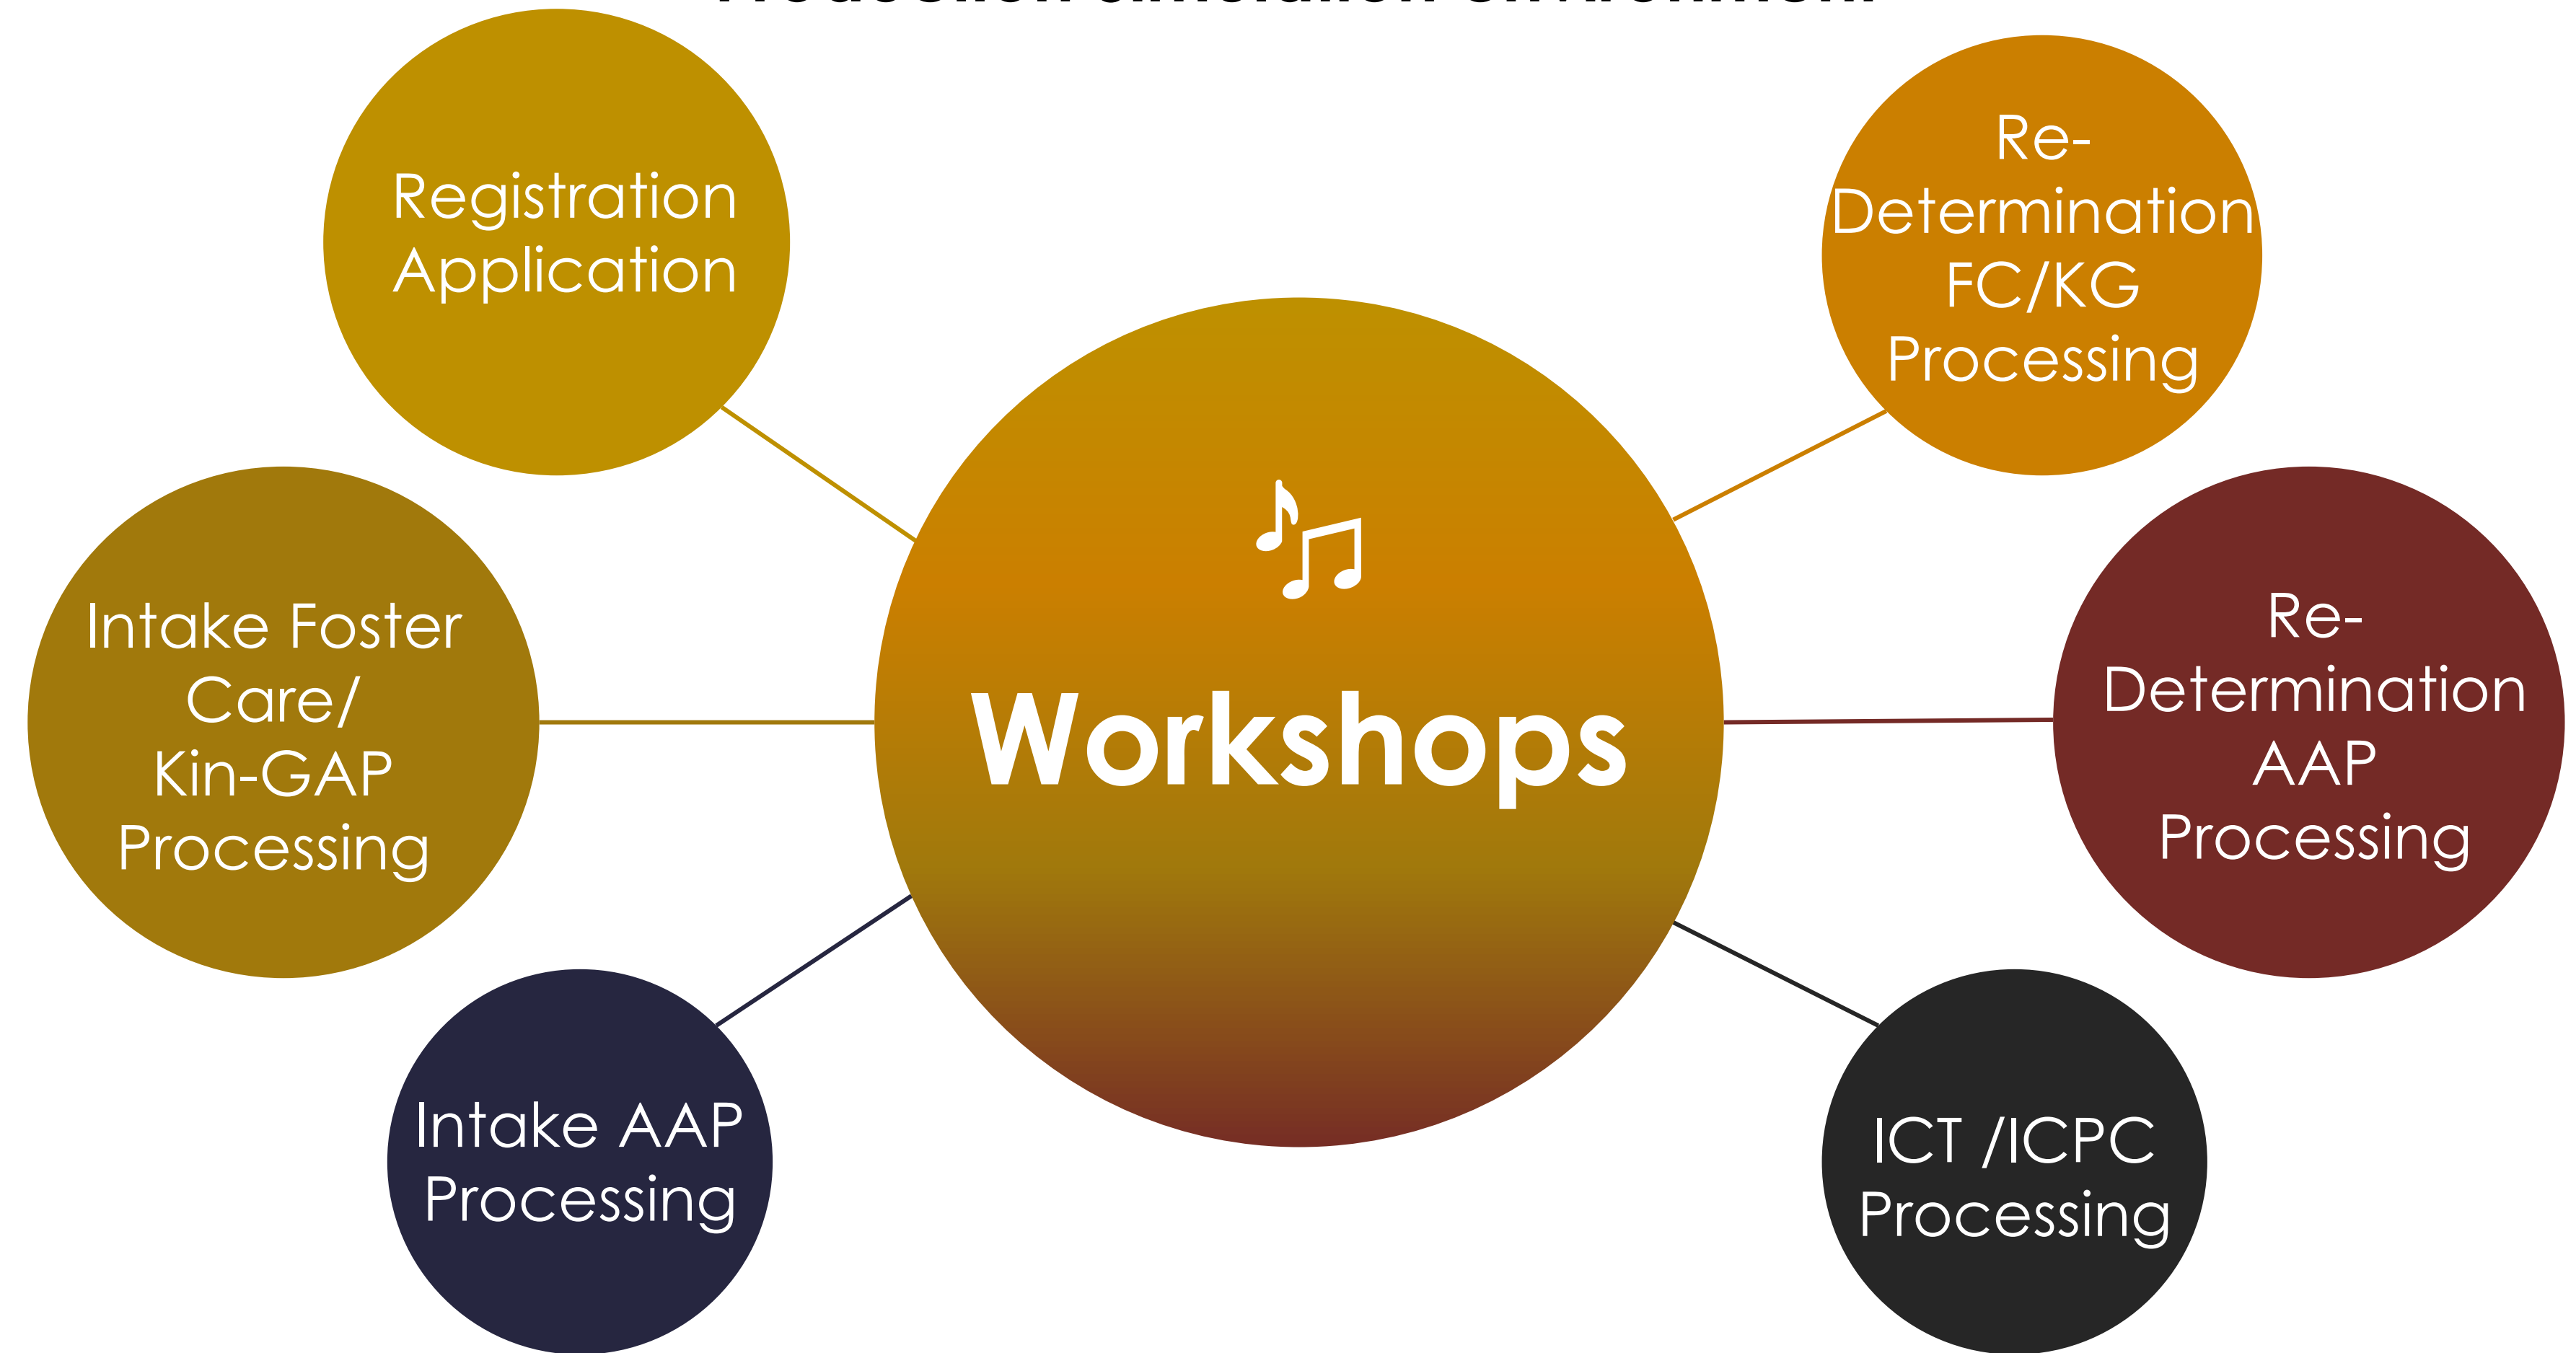 Registration
Application
Re-
Determination
FC/KG
Processing
Intake Foster
Care/
Kin-GAP
Processing
Workshops
Re-
Determination
AAP
Processing
Intake AAP
Processing
ICT /ICPC
Processing